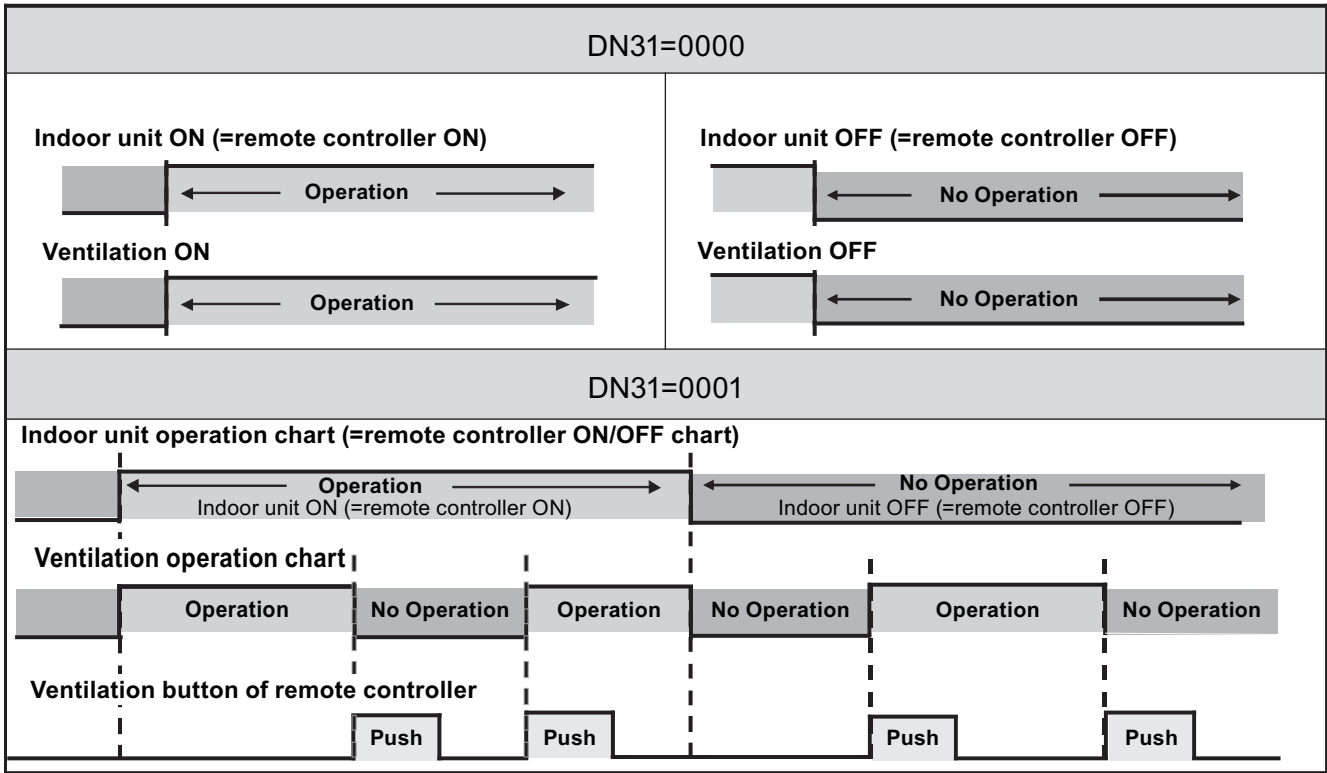 DN31=0000
Indoor unit ON (=remote controller ON)
Operation
Ventilation ON
Operation
Indoor unit OFF (=remote controller OFF)
No Operation
Ventilation OFF
No Operation
DN31=0001
Indoor unit operation chart (=remote controller ON/OFF chart)
Operation
Indoor unit ON (=remote controller ON)
No Operation
Indoor unit OFF (=remote controller OFF)
Ventilation operation chart
Operation
No Operation
Operation
No Operation
Operation
No Operation
Ventilation button of remote controller
Push
Push
Push
Push